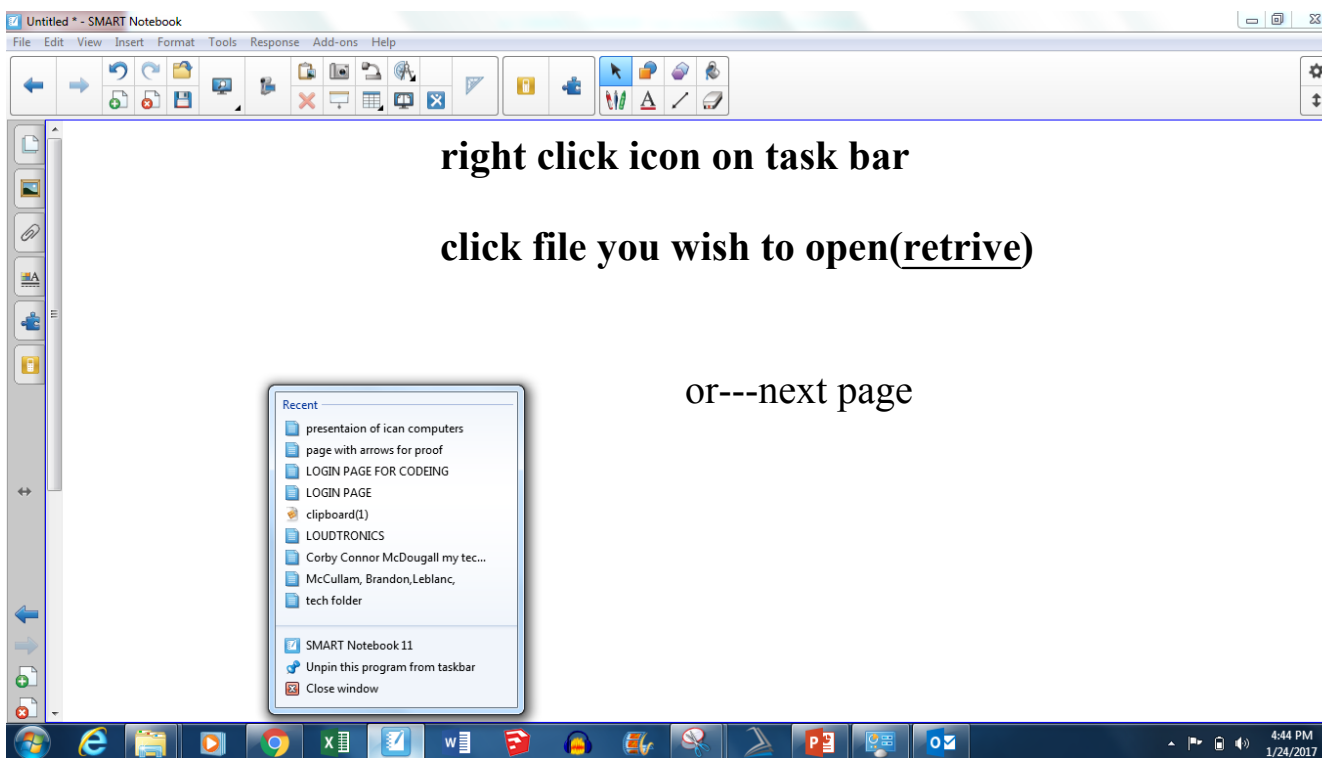 Untitled * - SMART Notebook
File Edit View Insert Format Tools Response Add-ons Help
right click icon on task bar
click file you wish to open(retrive)
or---next page
Recent
presentaion of ican computers
page with arrows for proof
LOGIN PAGE FOR CODEING
LOGIN PAGE
clipboard(1)
LOUDTRONICS
Corby Connor McDougall my tec...
McCullam, Brandon,Leblanc,
tech folder
SMART Notebook 11
Unpin this program from taskbar
Close window
4:44 PM
1/24/2017